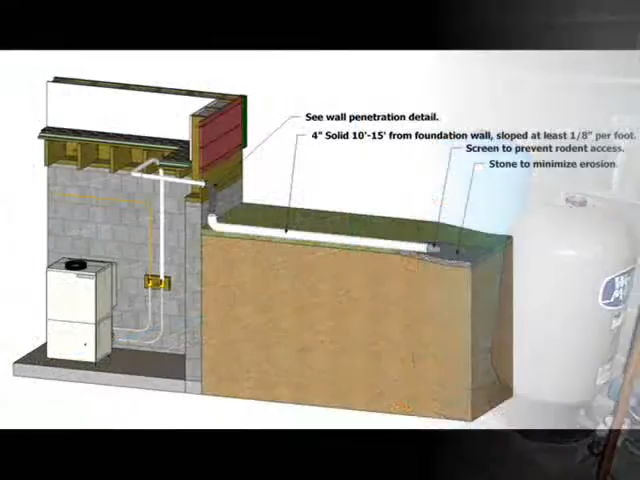 See wall penetration detail.
4" Solid 10'-15' from foundation wall, sloped at least 1/8" per foot.
Screen to prevent rodent access.
Stone to minimize erosion.